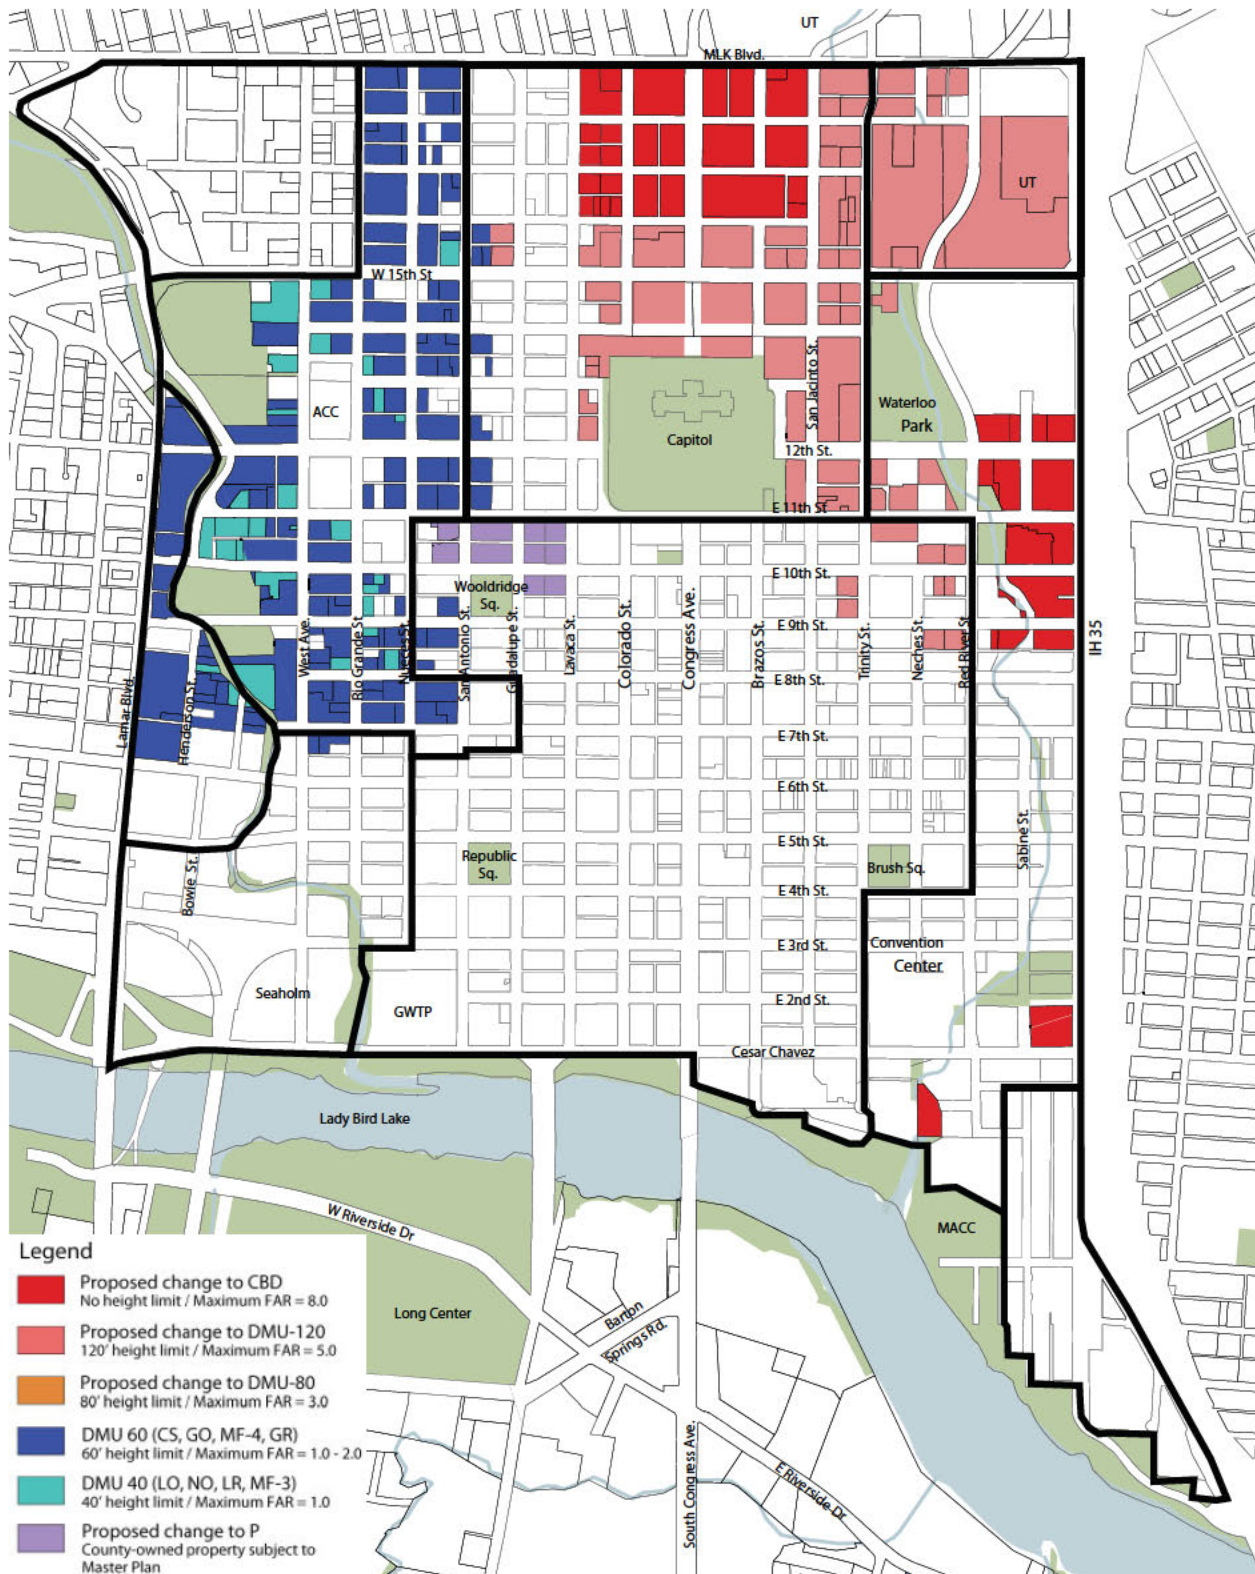 UT
MLK Blvd.
UT
W 15th St
ACC
San Jacinto St.
Waterloo
Park
Capitol
12th St.
E 11th St
E 10th St.
Wooldridge
Sq.
E 9th St.
West Ave.
Rio Grande St
Nueces St.
San Antonio St.
Guadalupe St.
Lavaca St.
Colorado St.
Congress Ave.
Brazos St.
Trinity St.
Neches St.
Red River St
IH 35
E 8th St.
Lamar Blvd.
Henderson St.
E 7th St.
E 6th St.
E 5th St.
Sabine St.
Republic
Sq.
Brush Sq.
Bowie St.
E 4th St.
E 3rd St.
Convention
Center
Seaholm
GWTP
E 2nd St.
Cesar Chavez
Lady Bird Lake
W Riverside Dr
MACC
Long Center
Barton
Springs Rd.
South Congress Ave.
E Riverside Dr
Legend
Proposed change to CBD
No height limit / Maximum FAR = 8.0
Proposed change to DMU-120
120' height limit / Maximum FAR = 5.0
Proposed change to DMU-80
80' height limit / Maximum FAR = 3.0
DMU 60 (CS, GO, MF-4, GR)
60' height limit / Maximum FAR = 1.0 - 2.0
DMU 40 (LO, NO, LR, MF-3)
40' height limit / Maximum FAR = 1.0
Proposed change to P
County-owned property subject to
Master Plan